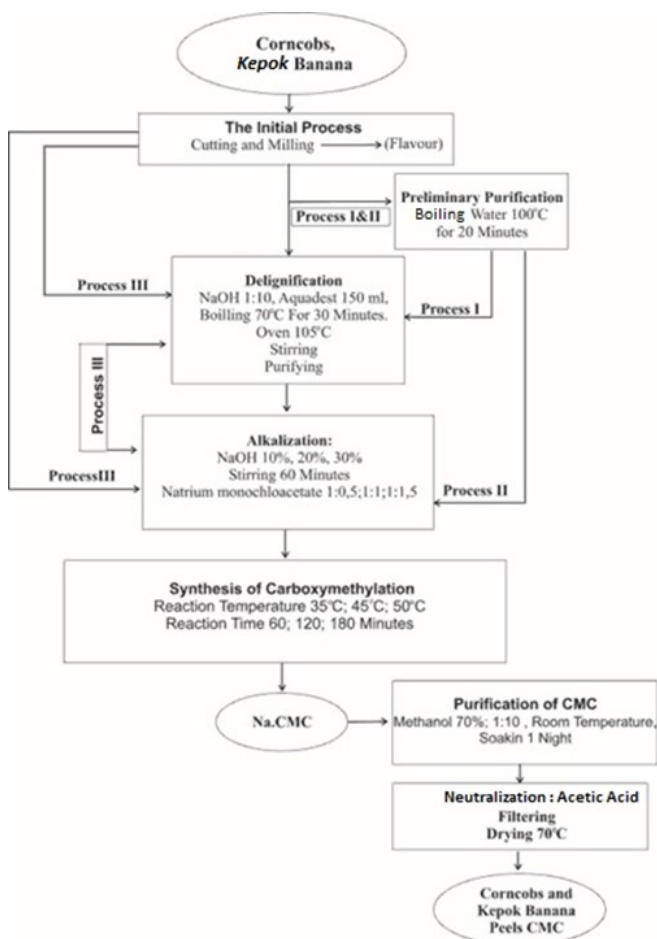 Corncobs,
Kepok Banana
The Initial Process
Cutting and Milling (Flavour)
Process I&II
Preliminary Purification
Boiling Water 100°C
for 20 Minutes
Process III
Delignification
NaOH 1:10, Aquadest 150 ml,
Boilling 70°C For 30 Minutes.
Oven 105°C
Stirring
Purifying
Process I
Process III
Alkalization:
NaOH 10%, 20%, 30%
Stirring 60 Minutes
Natrium monochloacetate 1:0,5;1:1;1:1,5
ProcessIII
Process II
Synthesis of Carboxymethylation
Reaction Temperature 35°C; 45°C; 50°C
Reaction Time 60; 120; 180 Minutes
Na.CMC
Purification of CMC
Methanol 70%; 1:10 , Room Temperature,
Soakin 1 Night
Neutralization : Acetic Acid
Filtering
Drying 70°C
Corncobs and
Kepok Banana
Peels CMC